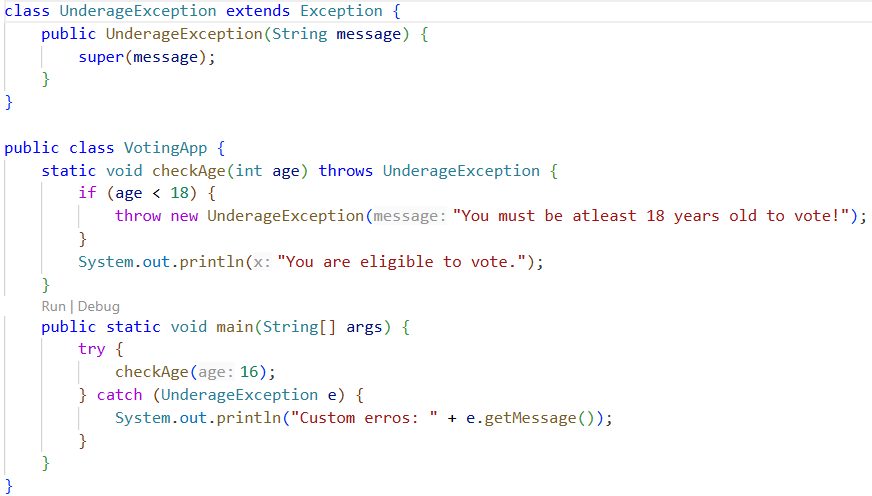 class UnderageException extends Exception {
    public UnderageException(String message) {
        super(message);
    }
}

public class VotingApp {
    static void checkAge(int age) throws UnderageException {
        if (age < 18) {
            throw new UnderageException(message: "You must be atleast 18 years old to vote!");
        }
        System.out.println(x: "You are eligible to vote.");
    }
    Run | Debug
    public static void main(String[] args) {
        try {
            checkAge(age: 16);
        } catch (UnderageException e) {
            System.out.println("Custom erros: " + e.getMessage());
        }
    }
}